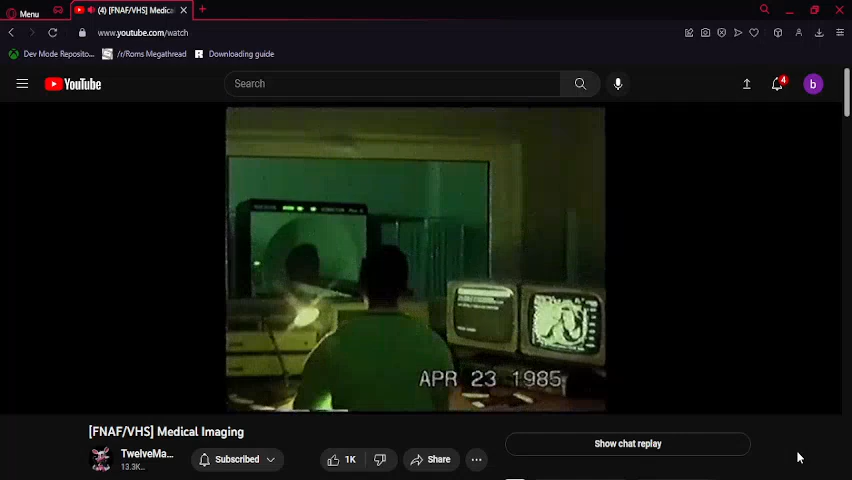 Menu
(4) [FNAF/VHS] Medica
www.youtube.com/watch
Dev Mode Reposito...
/r/Roms Megathread
Downloading guide
YouTube
Search
4
b
APR 23 1985
[FNAF/VHS] Medical Imaging
TwelveMa...
13.3K...
Subscribed
1K
Share
Show chat replay